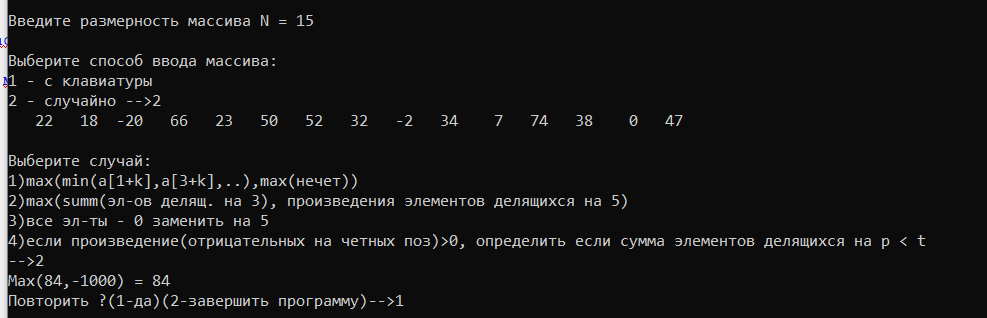 Введите размерность массива N = 15
Выберите способ ввода массива:
1 - с клавиатуры
2 - случайно -->2
22 18 -20 66 23 50 52 32 -2 34 7 74 38 0 47
Выберите случай:
1)max(min(a[1+k],a[3+k],..),max(нечет))
2)max(summ(эл-ов делящ. на 3), произведения элементов делящихся на 5)
3)все эл-ты - 0 заменить на 5
4)если произведение(отрицательных на четных поз)>0, определить если сумма элементов делящихся на p < t
-->2
Max(84,-1000) = 84
Повторить ?(1-да)(2-завершить программу)-->1